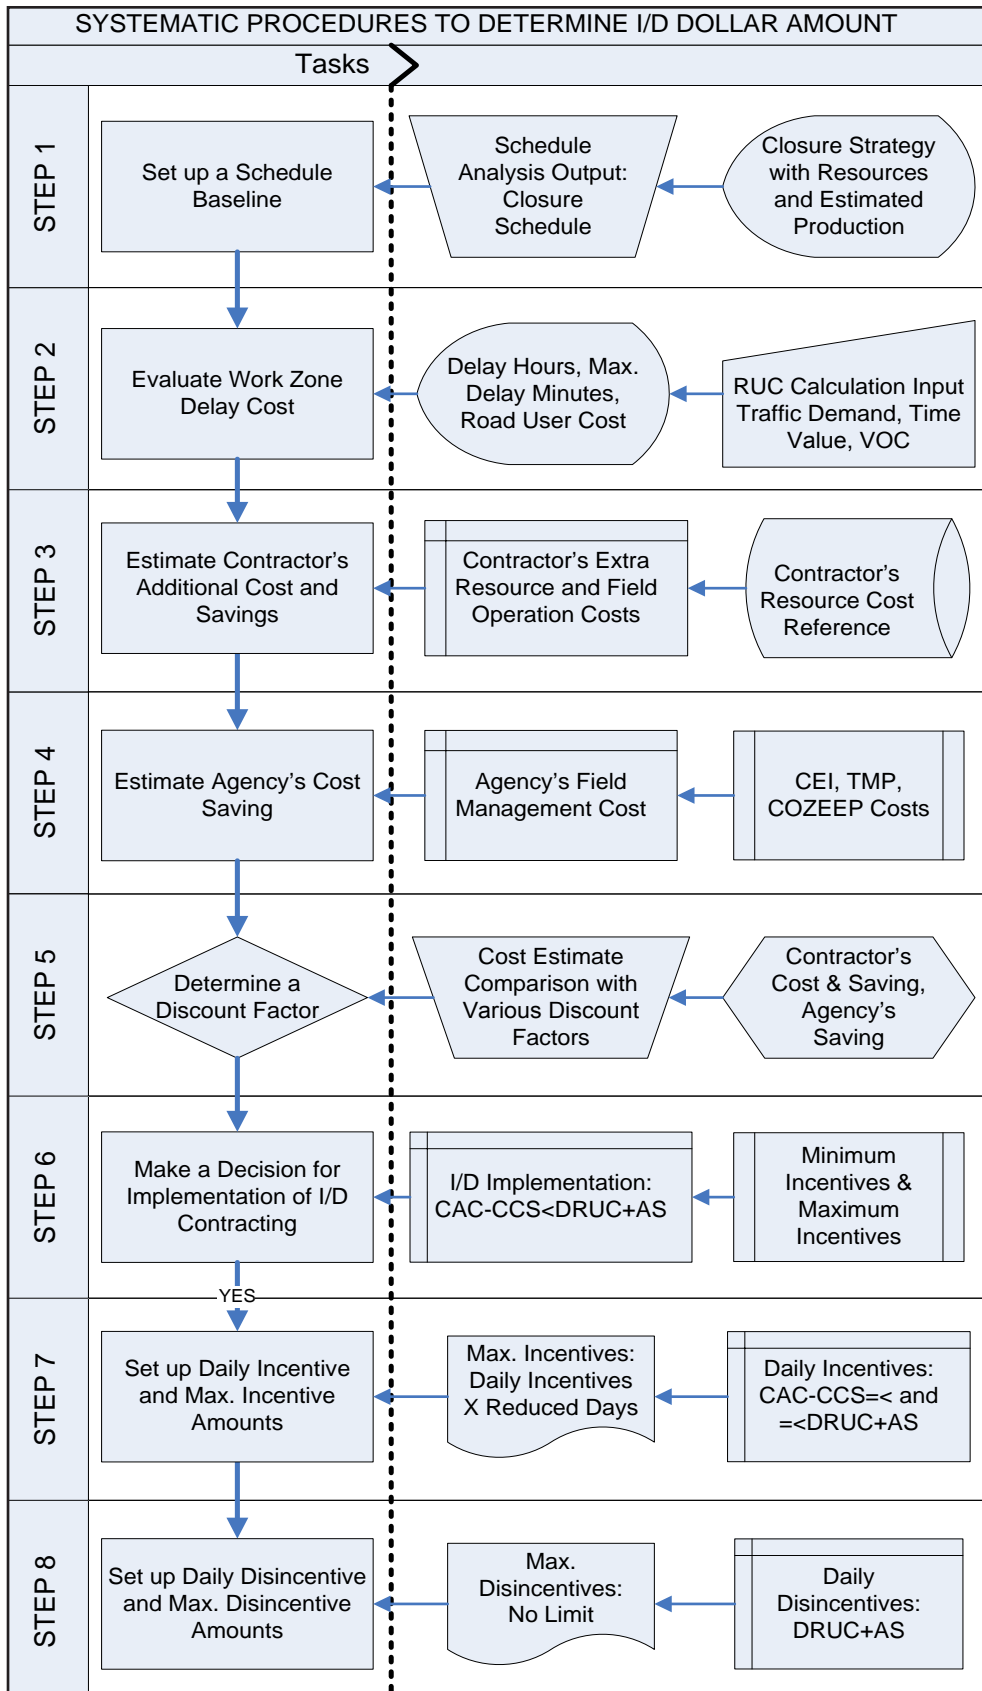 SYSTEMATIC PROCEDURES TO DETERMINE I/D DOLLAR AMOUNT
Tasks
STEP 1
Set up a Schedule
Baseline
Schedule
Analysis Output:
Closure
Schedule
Closure Strategy
with Resources
and Estimated
Production
STEP 2
Evaluate Work Zone
Delay Cost
Delay Hours, Max.
Delay Minutes,
Road User Cost
RUC Calculation Input
Traffic Demand, Time
Value, VOC
STEP 3
Estimate Contractor’s
Additional Cost and
Savings
Contractor’s Extra
Resource and Field
Operation Costs
Contractor’s
Resource Cost
Reference
STEP 4
Estimate Agency’s Cost
Saving
Agency’s Field
Management Cost
CEI, TMP,
COZEEP Costs
STEP 5
Determine a
Discount Factor
Cost Estimate
Comparison with
Various Discount
Factors
Contractor’s
Cost & Saving,
Agency’s
Saving
STEP 6
Make a Decision for
Implementation of I/D
Contracting
I/D Implementation:
CAC-CCS<DRUC+AS
Minimum
Incentives &
Maximum
Incentives
YES
STEP 7
Set up Daily Incentive
and Max. Incentive
Amounts
Max. Incentives:
Daily Incentives
X Reduced Days
Daily Incentives:
CAC-CCS=< and
=<DRUC+AS
STEP 8
Set up Daily Disincentive
and Max. Disincentive
Amounts
Max.
Disincentives:
No Limit
Daily
Disincentives:
DRUC+AS